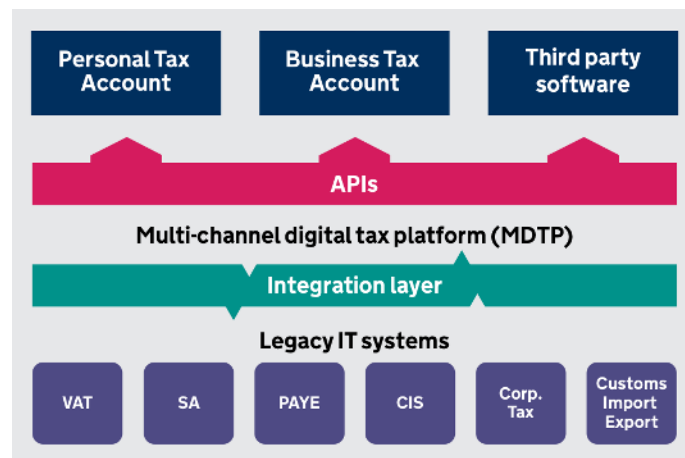 Personal Tax
Account
Business Tax
Account
Third party
software
APIs
Multi-channel digital tax platform (MDTP)
Integration layer
Legacy IT systems
VAT
SA
PAYE
CIS
Corp.
Tax
Customs
Import
Export